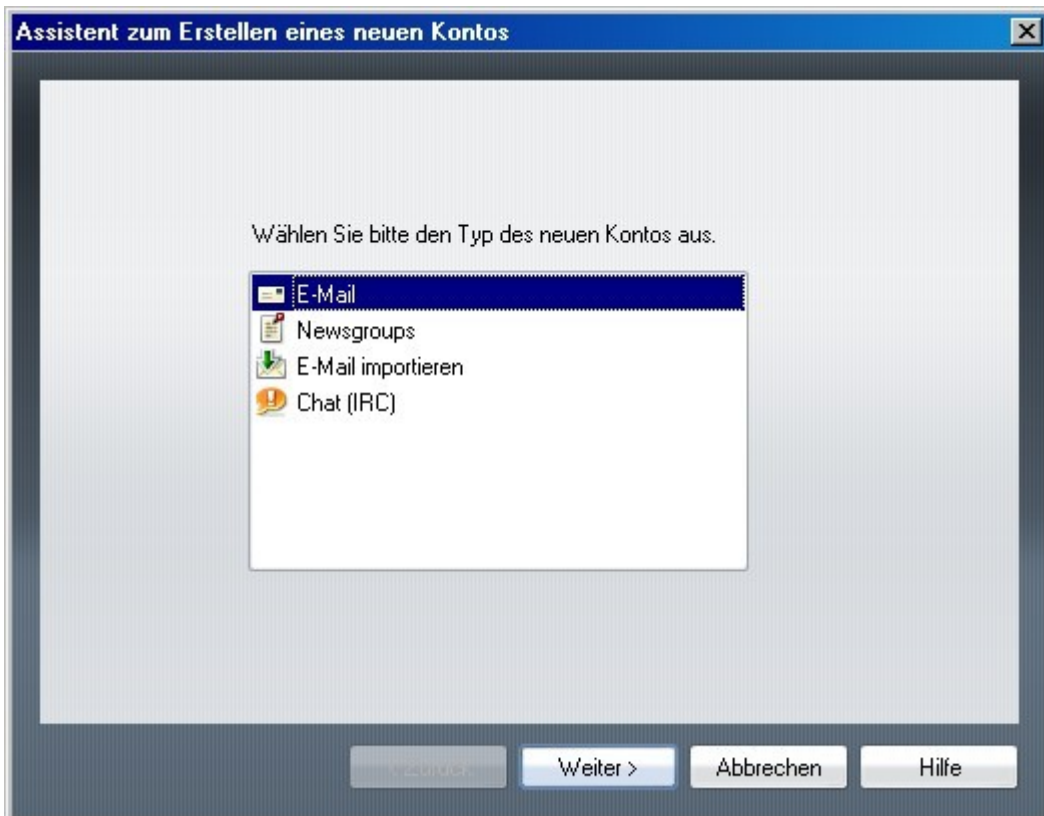 Assistent zum Erstellen eines neuen Kontos
Wählen Sie bitte den Typ des neuen Kontos aus.
E-Mail
Newsgroups
E-Mail importieren
Chat (IRC)
< Zurück
Weiter >
Abbrechen
Hilfe